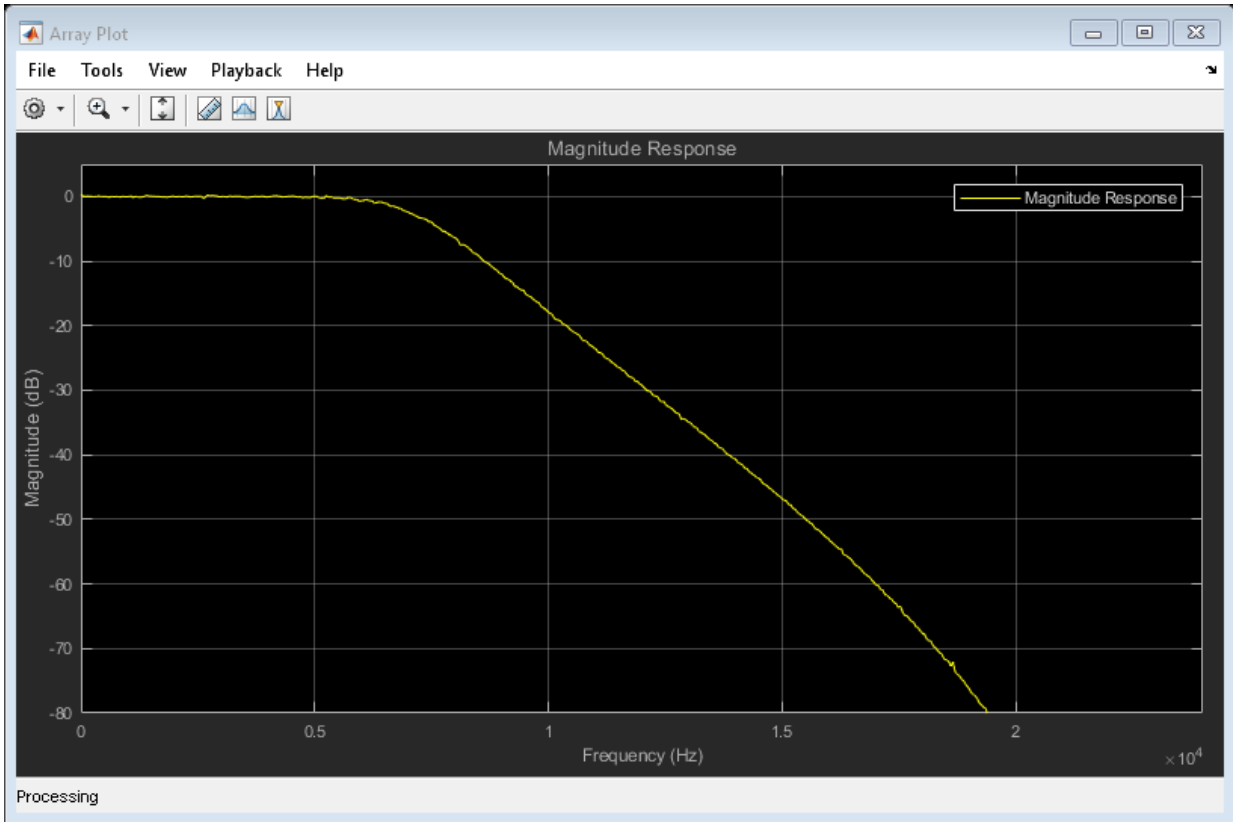 Array Plot
File Tools View Playback Help
Magnitude Response
Magnitude Response
0
-10
-20
-30
-40
-50
-60
-70
-80
Magnitude (dB)
0 0.5 1 1.5 2
Frequency (Hz)
×10⁴
Processing